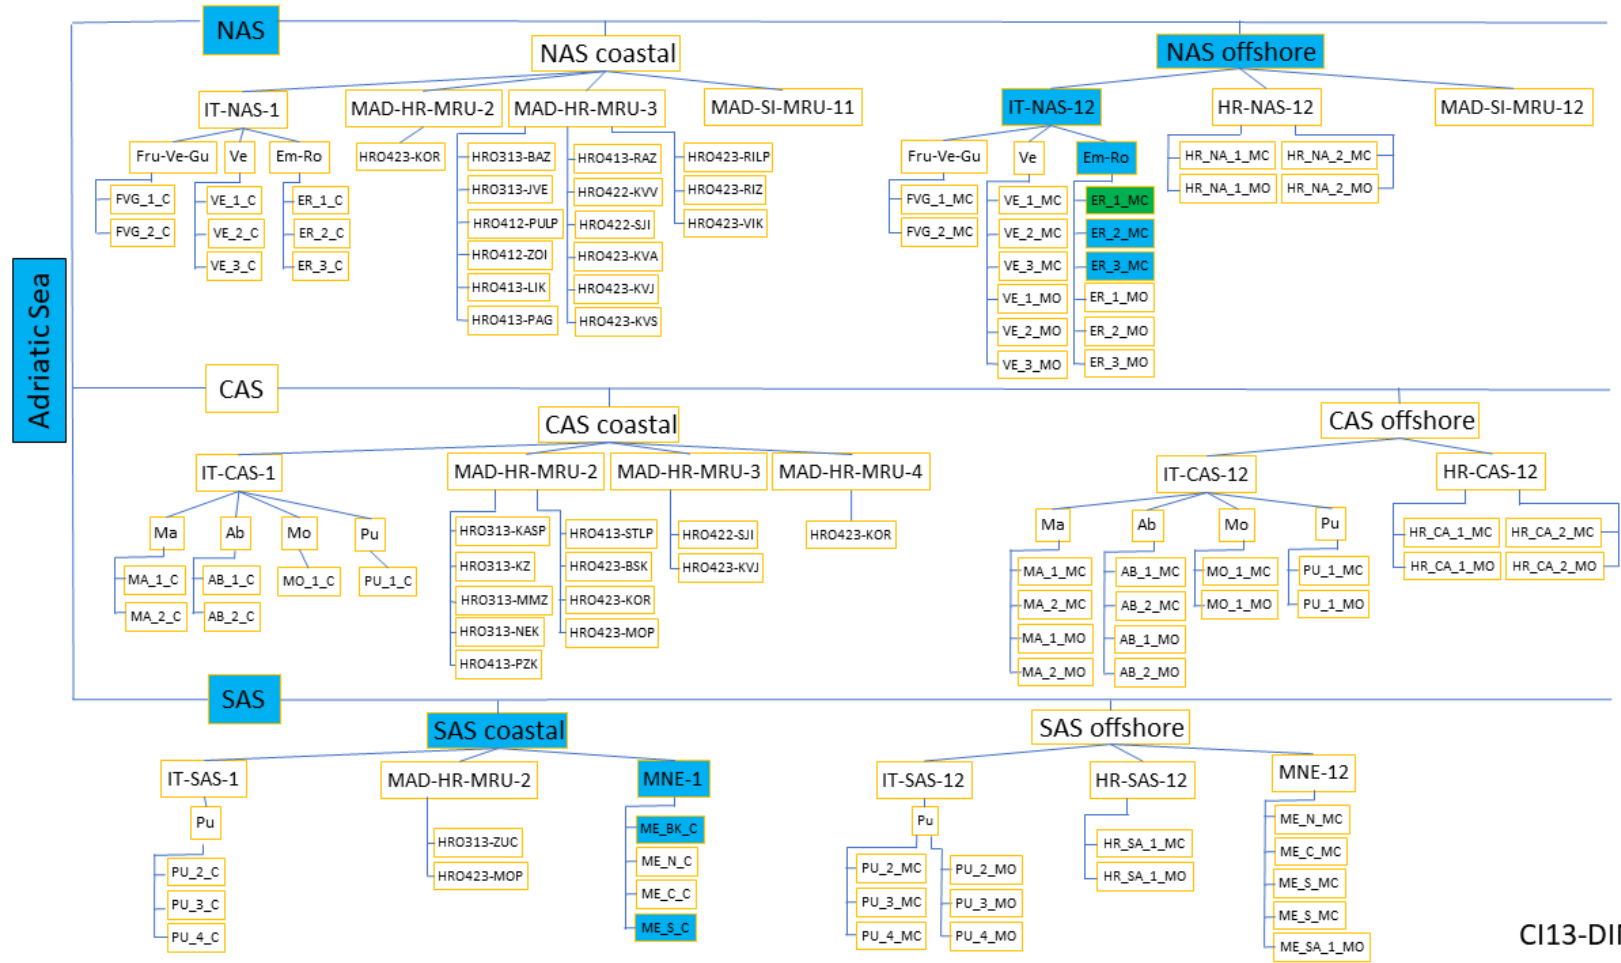 Adriatic Sea
NAS
NAS coastal
NAS offshore
IT-NAS-1
MAD-HR-MRU-2
MAD-HR-MRU-3
MAD-SI-MRU-11
IT-NAS-12
HR-NAS-12
MAD-SI-MRU-12
Fru-Ve-Gu
Ve
Em-Ro
FVG_1_C
FVG_2_C
VE_1_C
VE_2_C
VE_3_C
ER_1_C
ER_2_C
ER_3_C
HRO423-KOR
HRO313-BAZ
HRO313-JVE
HRO412-PULP
HRO412-ZOI
HRO413-LIK
HRO413-PAG
HRO413-RAZ
HRO422-KVV
HRO422-SJI
HRO423-KVA
HRO423-KVJ
HRO423-KVS
HRO423-RILP
HRO423-RIZ
HRO423-VIK
Fru-Ve-Gu
Ve
Em-Ro
FVG_1_MC
FVG_2_MC
VE_1_MC
VE_2_MC
VE_3_MC
VE_1_MO
VE_2_MO
VE_3_MO
ER_1_MC
ER_2_MC
ER_3_MC
ER_1_MO
ER_2_MO
ER_3_MO
HR_NA_1_MC
HR_NA_1_MO
HR_NA_2_MC
HR_NA_2_MO
CAS
CAS coastal
CAS offshore
IT-CAS-1
MAD-HR-MRU-2
MAD-HR-MRU-3
MAD-HR-MRU-4
IT-CAS-12
HR-CAS-12
Ma
Ab
Mo
Pu
MA_1_C
MA_2_C
AB_1_C
AB_2_C
MO_1_C
PU_1_C
HRO313-KASP
HRO313-KZ
HRO313-MMZ
HRO313-NEK
HRO413-PZK
HRO413-STLP
HRO423-BSK
HRO423-KOR
HRO423-MOP
HRO422-SJI
HRO423-KVJ
HRO423-KOR
Ma
Ab
Mo
Pu
MA_1_MC
MA_2_MC
MA_1_MO
MA_2_MO
AB_1_MC
AB_2_MC
AB_1_MO
AB_2_MO
MO_1_MC
MO_1_MO
PU_1_MC
PU_1_MO
HR_CA_1_MC
HR_CA_1_MO
HR_CA_2_MC
HR_CA_2_MO
SAS
SAS coastal
SAS offshore
IT-SAS-1
MAD-HR-MRU-2
MNE-1
IT-SAS-12
HR-SAS-12
MNE-12
Pu
PU_2_C
PU_3_C
PU_4_C
HRO313-ZUC
HRO423-MOP
ME_BK_C
ME_N_C
ME_C_C
ME_S_C
Pu
PU_2_MC
PU_3_MC
PU_4_MC
PU_2_MO
PU_3_MO
PU_4_MO
HR_SA_1_MC
HR_SA_1_MO
ME_N_MC
ME_C_MC
ME_S_MC
ME_S_MC
ME_SA_1_MO
CI13-DI